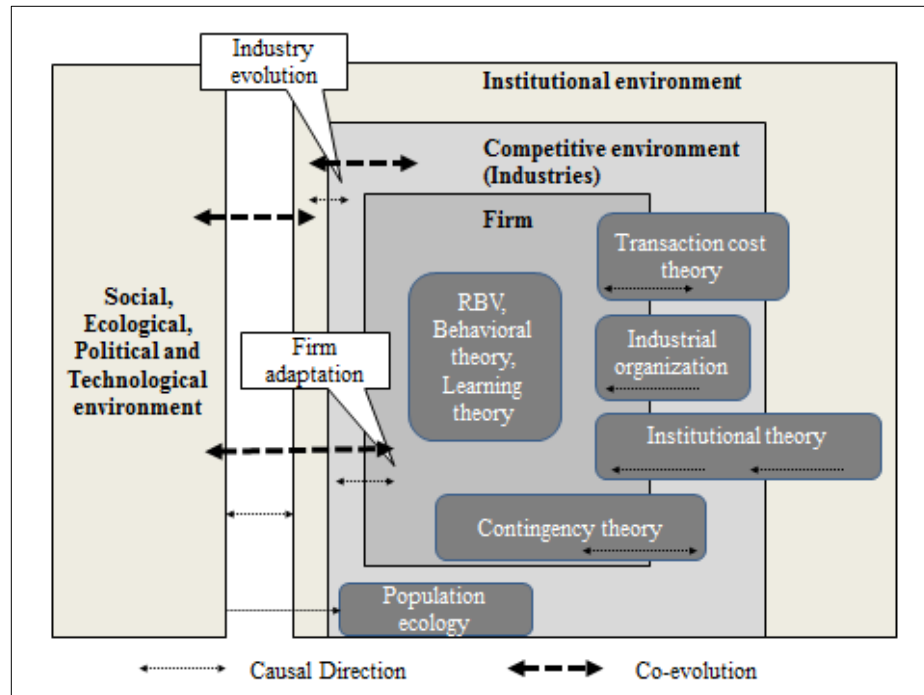 Industry
evolution
Institutional environment
Competitive environment
(Industries)
Firm
Transaction cost
theory
Social,
Ecological,
Political and
Technological
environment
RBV,
Behavioral
theory,
Learning
theory
Firm
adaptation
Industrial
organization
Institutional theory
Contingency theory
Population
ecology
Causal Direction
Co-evolution